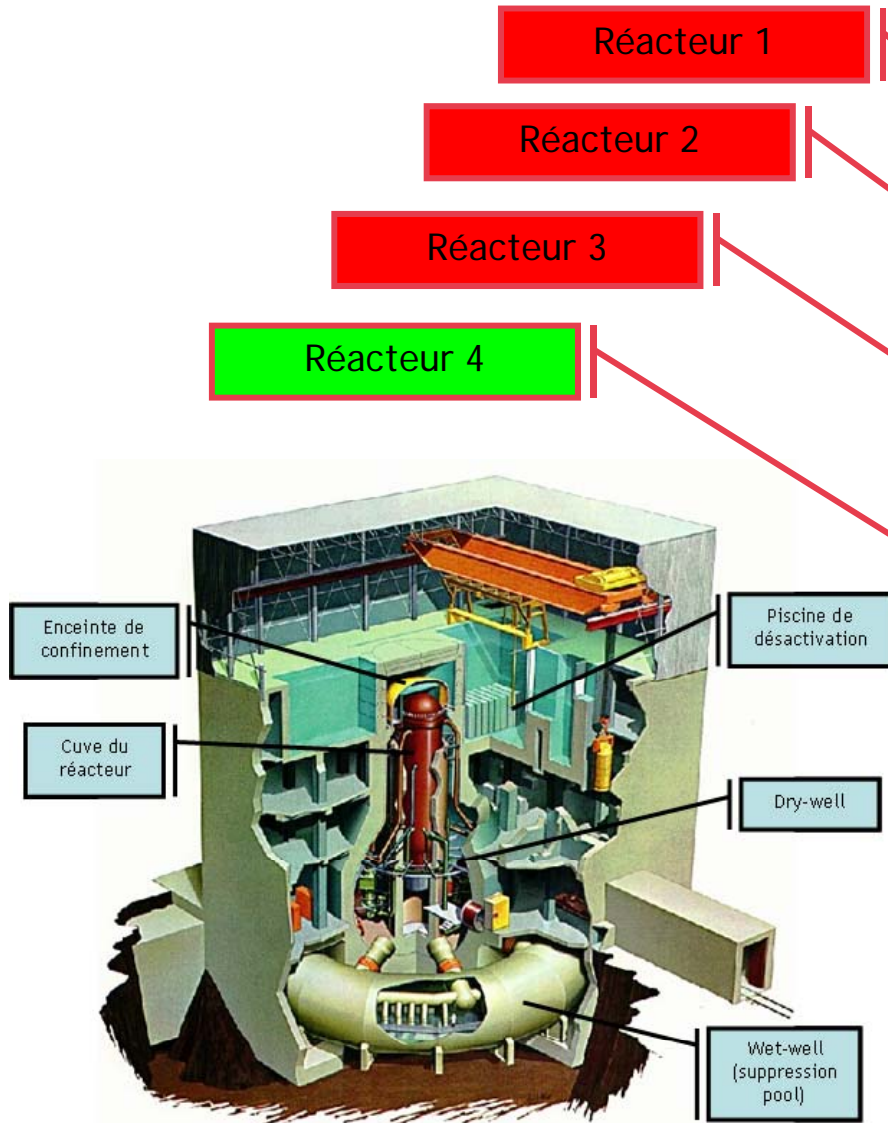 Réacteur 1
Réacteur 2
Réacteur 3
Réacteur 4
Enceinte de
confinement
Piscine de
désactivation
Cuve du
réacteur
Dry-well
Wet-well
(suppression
pool)